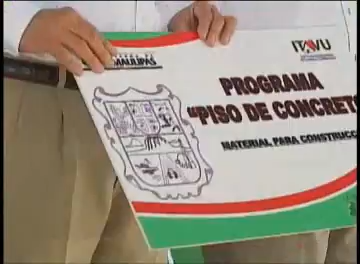 TAMAULIPAS
ITAVU
PROGRAMA
"PISO DE CONCRET
MATERIAL PARA CONSTRUCC